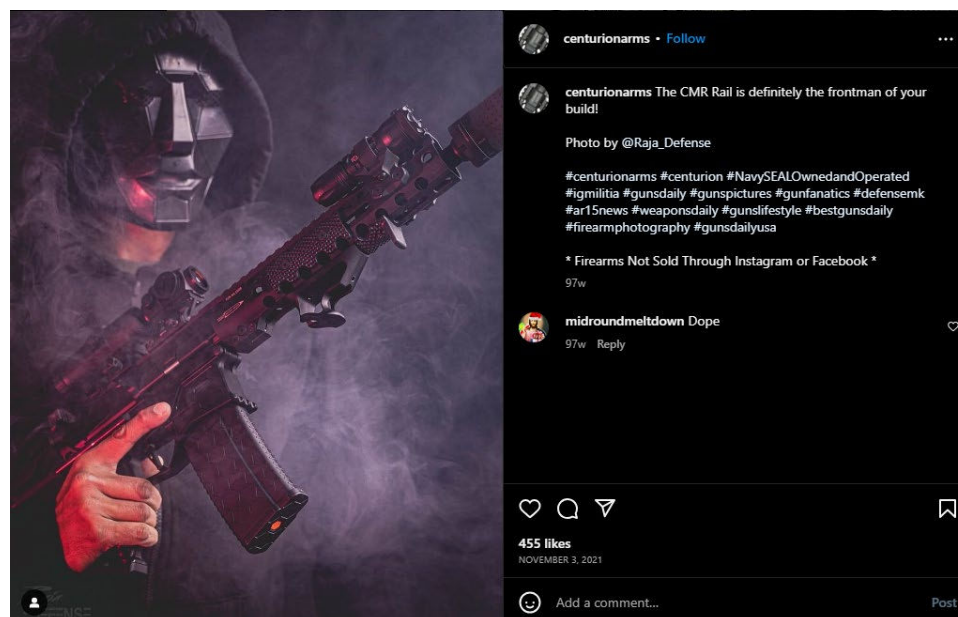 centurionarms • Follow
centurionarms The CMR Rail is definitely the frontman of your
build!
Photo by @Raja_Defense
#centurionarms #centurion #NavySEALOwnedandOperated
#igmilitia #gunsdaily #gunspictures #gunfanatics #defensemk
#ar15news #weaponsdaily #gunslifestyle #bestgunsdaily
#firearmphotography #gunsdailyusa
* Firearms Not Sold Through Instagram or Facebook *
97w
midroundmeltdown Dope
97w Reply
455 likes
NOVEMBER 3, 2021
Add a comment...
Post